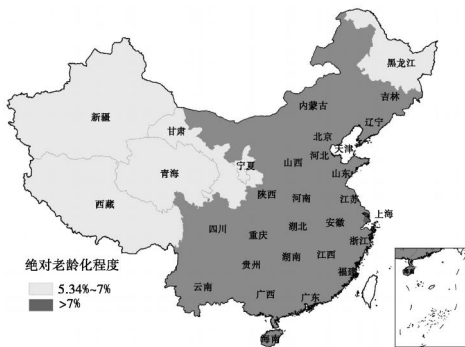 黑龙江
吉林
辽宁
内蒙古
新疆
甘肃
北京
天津
河北
宁夏
山西
青海
山东
陕西
河南
江苏
西藏
上海
安徽
四川
湖北
重庆
浙江
江西
湖南
贵州
福建
云南
广西
广东
海南
绝对老龄化程度
5.34%~7%
>7%